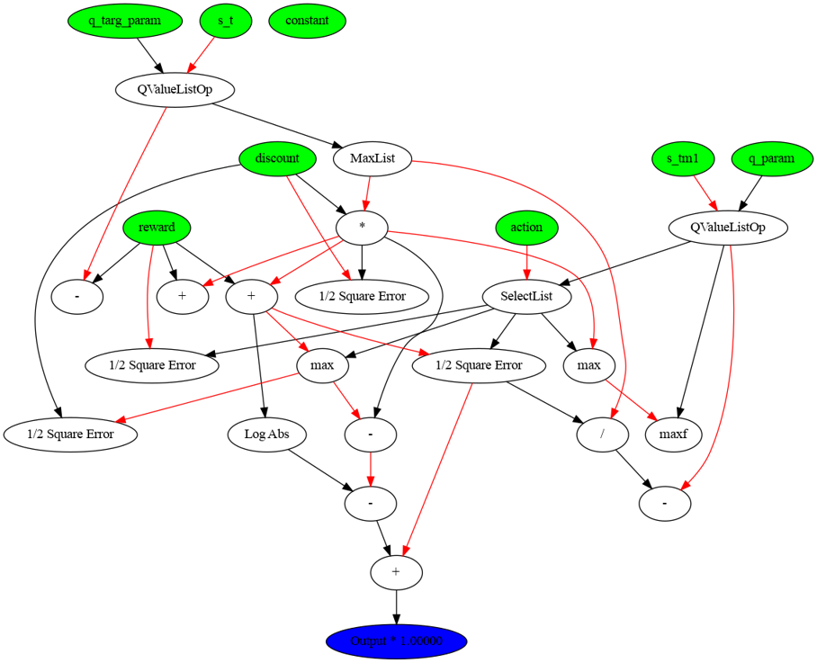 q_targ_param
s_t
constant
QValueListOp
discount
MaxList
s_tm1
q_param
reward
*
action
QValueListOp
-
+
+
1/2 Square Error
SelectList
1/2 Square Error
max
1/2 Square Error
max
1/2 Square Error
Log Abs
-
/
maxf
-
-
+
Output * 1.00000